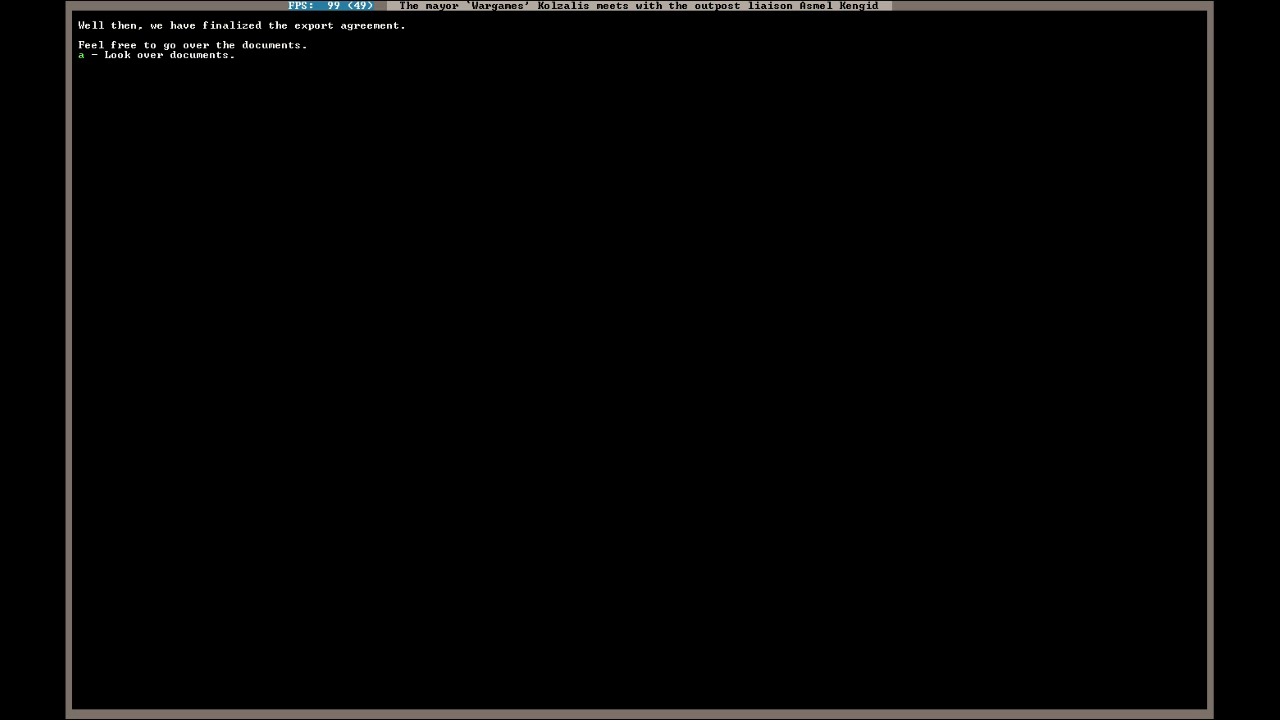 FPS: 99 (49) The mayor `Wargames' Kolzalis meets with the outpost liaison Asmel Kengid
Well then, we have finalized the export agreement.
Feel free to go over the documents.
a - Look over documents.